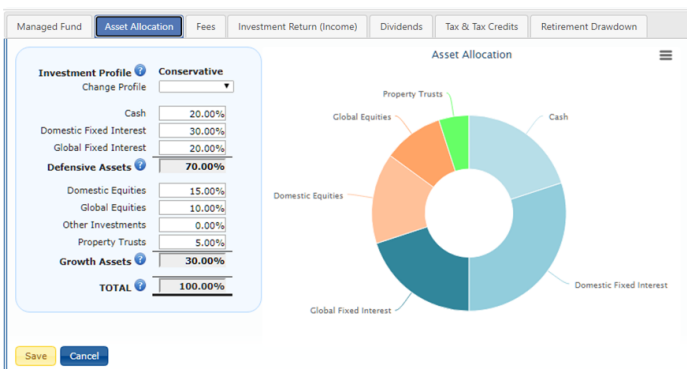 Managed Fund
Asset Allocation
Fees
Investment Return (Income)
Dividends
Tax & Tax Credits
Retirement Drawdown
Investment Profile ? Conservative
Change Profile
Cash 20.00%
Domestic Fixed Interest 30.00%
Global Fixed Interest 20.00%
Defensive Assets ? 70.00%
Domestic Equities 15.00%
Global Equities 10.00%
Other Investments 0.00%
Property Trusts 5.00%
Growth Assets ? 30.00%
TOTAL ? 100.00%
Save
Cancel
Asset Allocation
Property Trusts
Global Equities
Cash
Domestic Equities
Domestic Fixed Interest
Global Fixed Interest